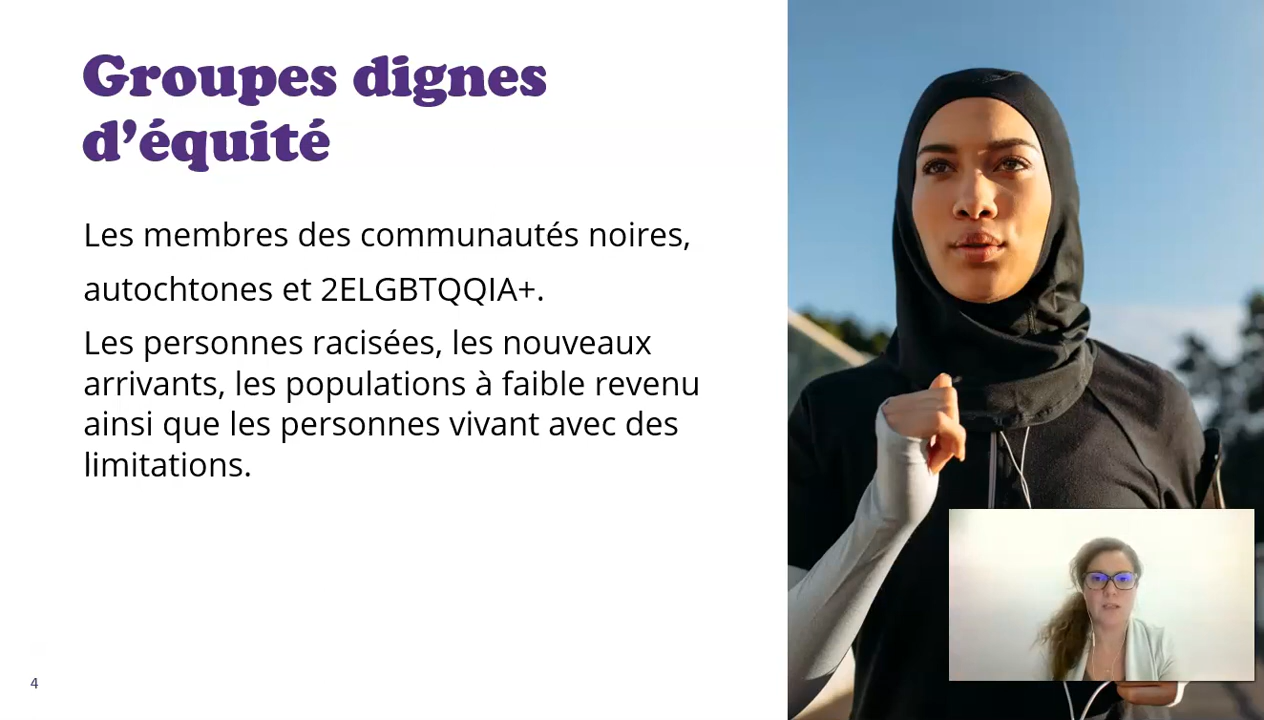 Groupes dignes
d’équité
Les membres des communautés noires,
autochtones et 2ELGBTQQIA+.
Les personnes racisées, les nouveaux
arrivants, les populations à faible revenu
ainsi que les personnes vivant avec des
limitations.
4